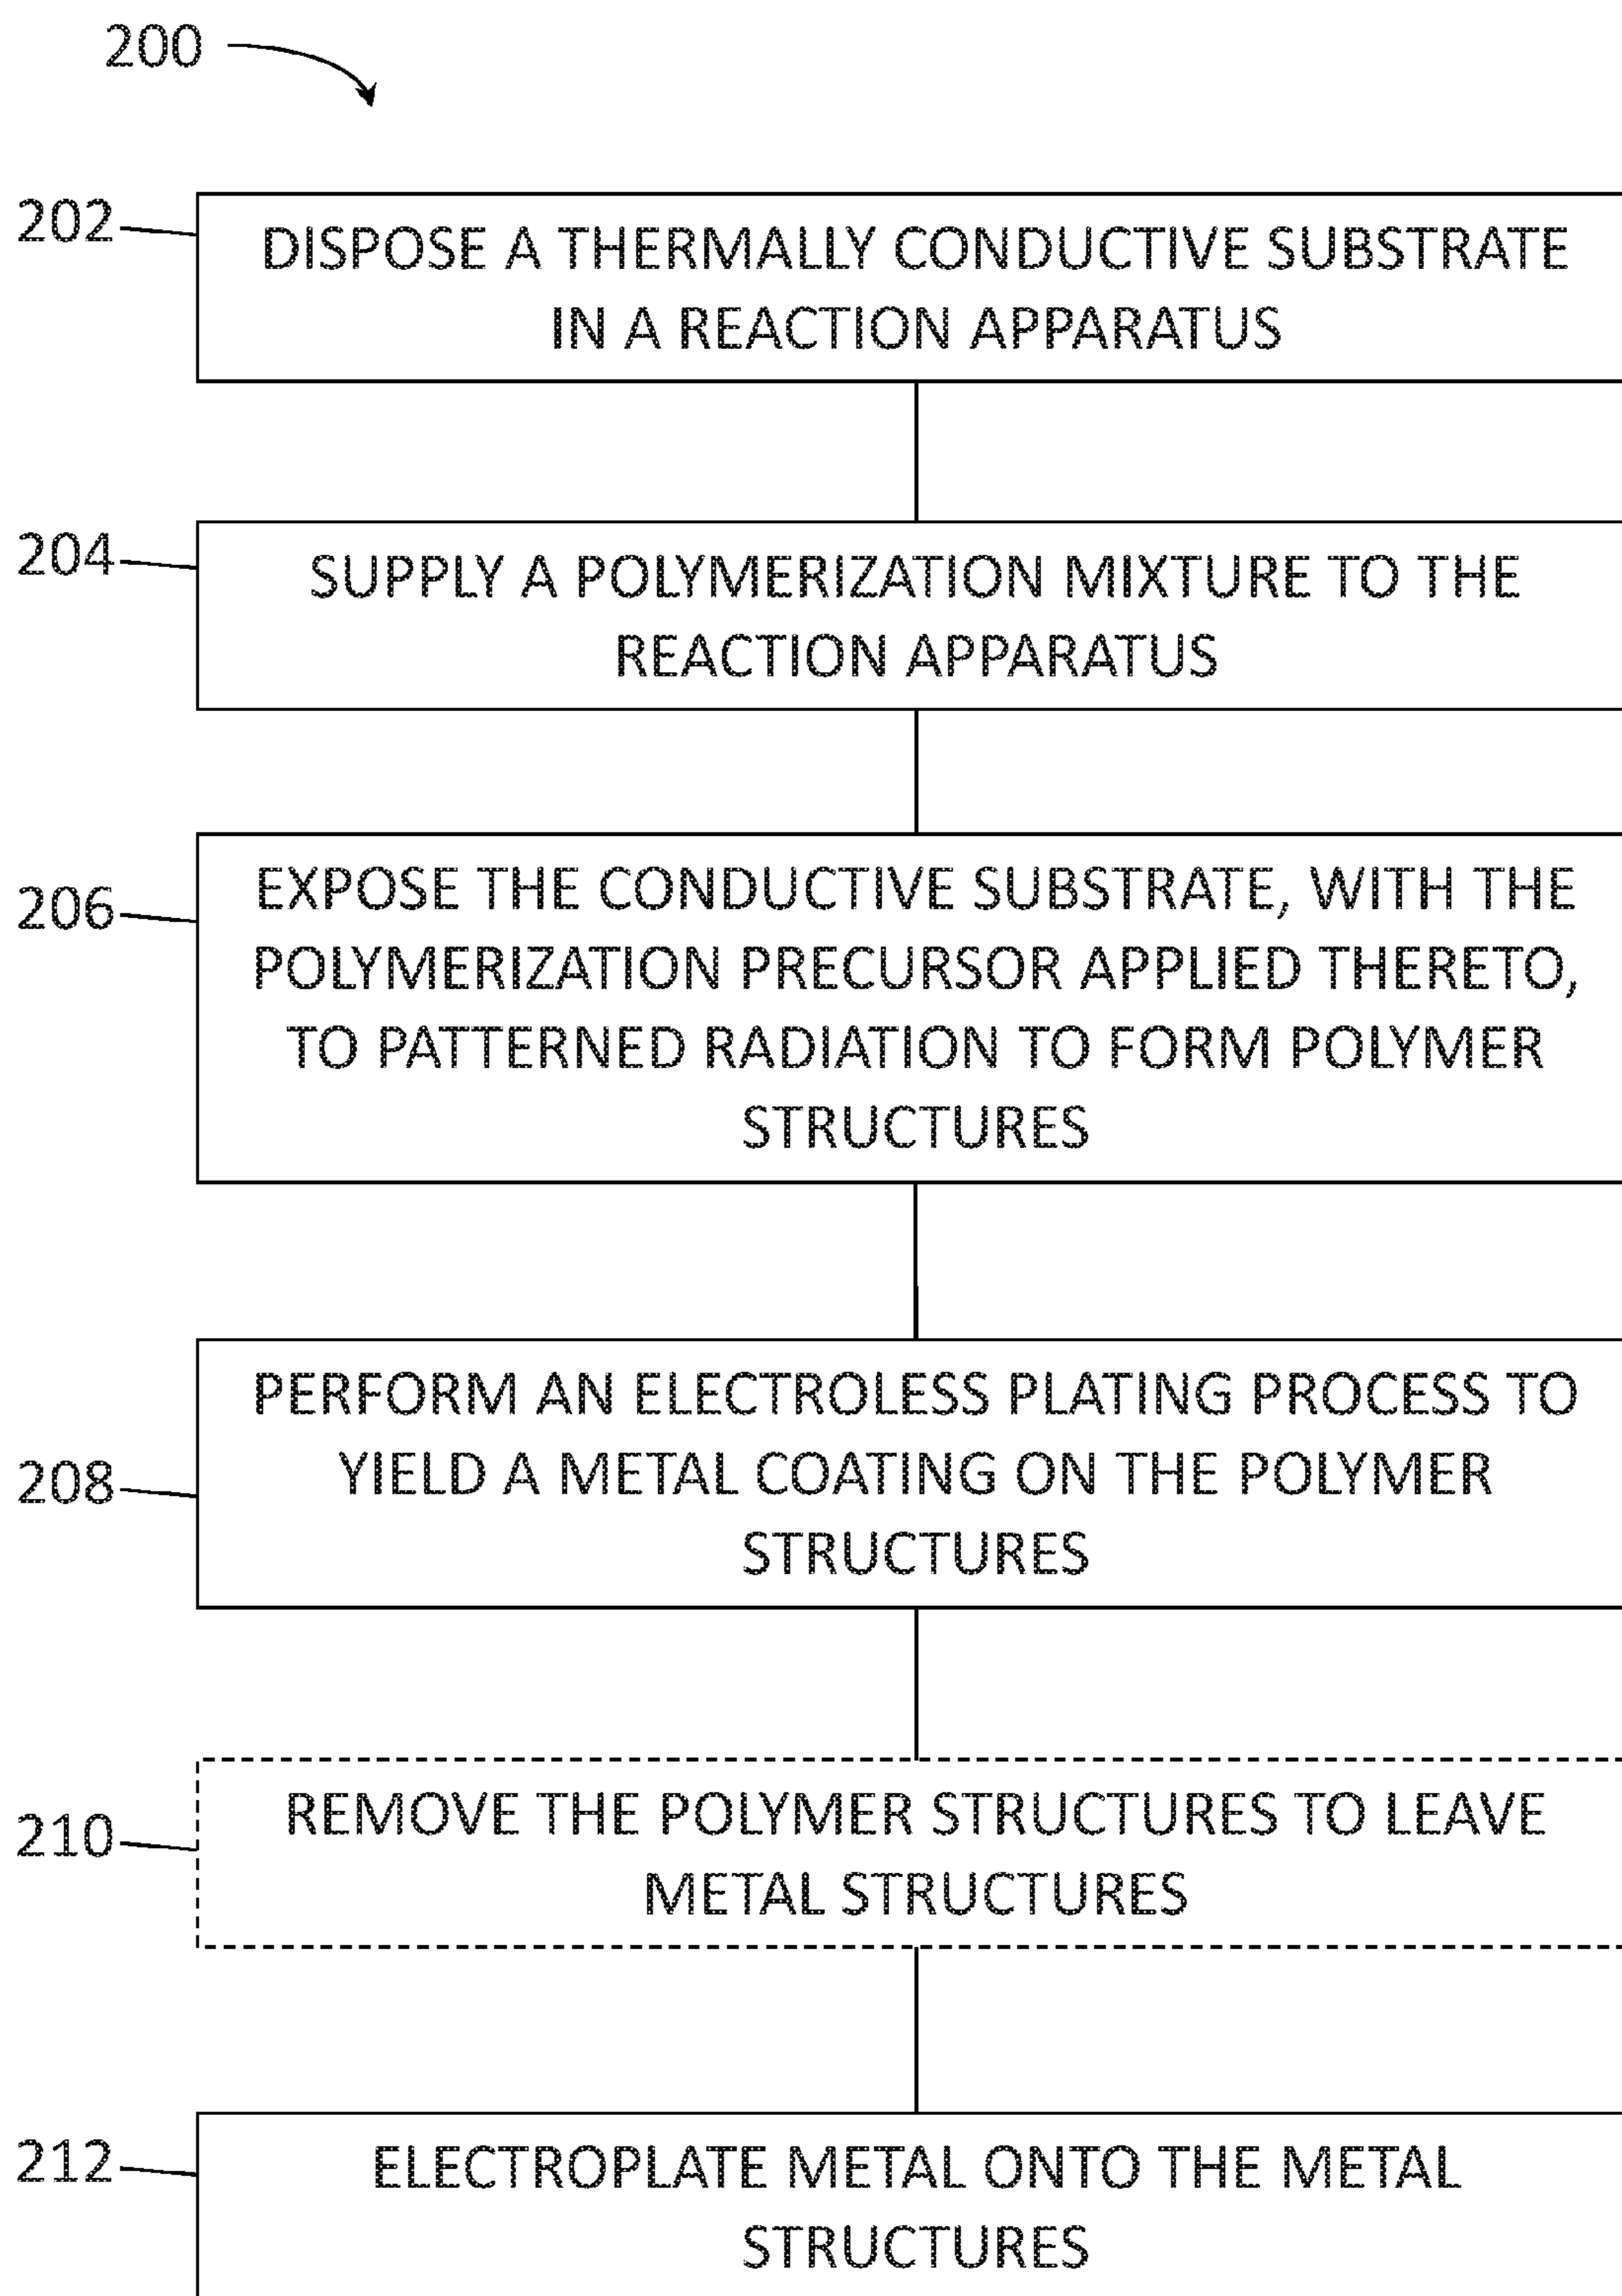 200
202
DISPOSE A THERMALLY CONDUCTIVE SUBSTRATE
IN A REACTION APPARATUS
204
SUPPLY A POLYMERIZATION MIXTURE TO THE
REACTION APPARATUS
206
EXPOSE THE CONDUCTIVE SUBSTRATE, WITH THE
POLYMERIZATION PRECURSOR APPLIED THERETO,
TO PATTERNED RADIATION TO FORM POLYMER
STRUCTURES
208
PERFORM AN ELECTROLESS PLATING PROCESS TO
YIELD A METAL COATING ON THE POLYMER
STRUCTURES
210
REMOVE THE POLYMER STRUCTURES TO LEAVE
METAL STRUCTURES
212
ELECTROPLATE METAL ONTO THE METAL
STRUCTURES